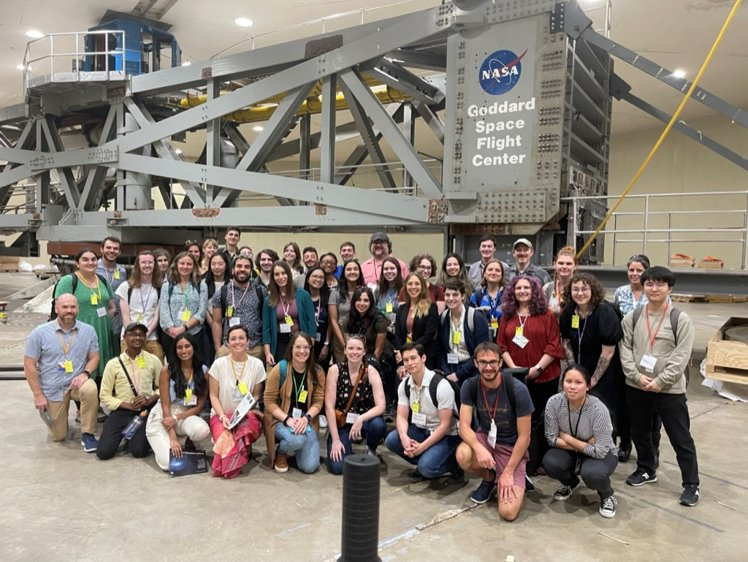 NASA
Goddard
Space
Flight
Center